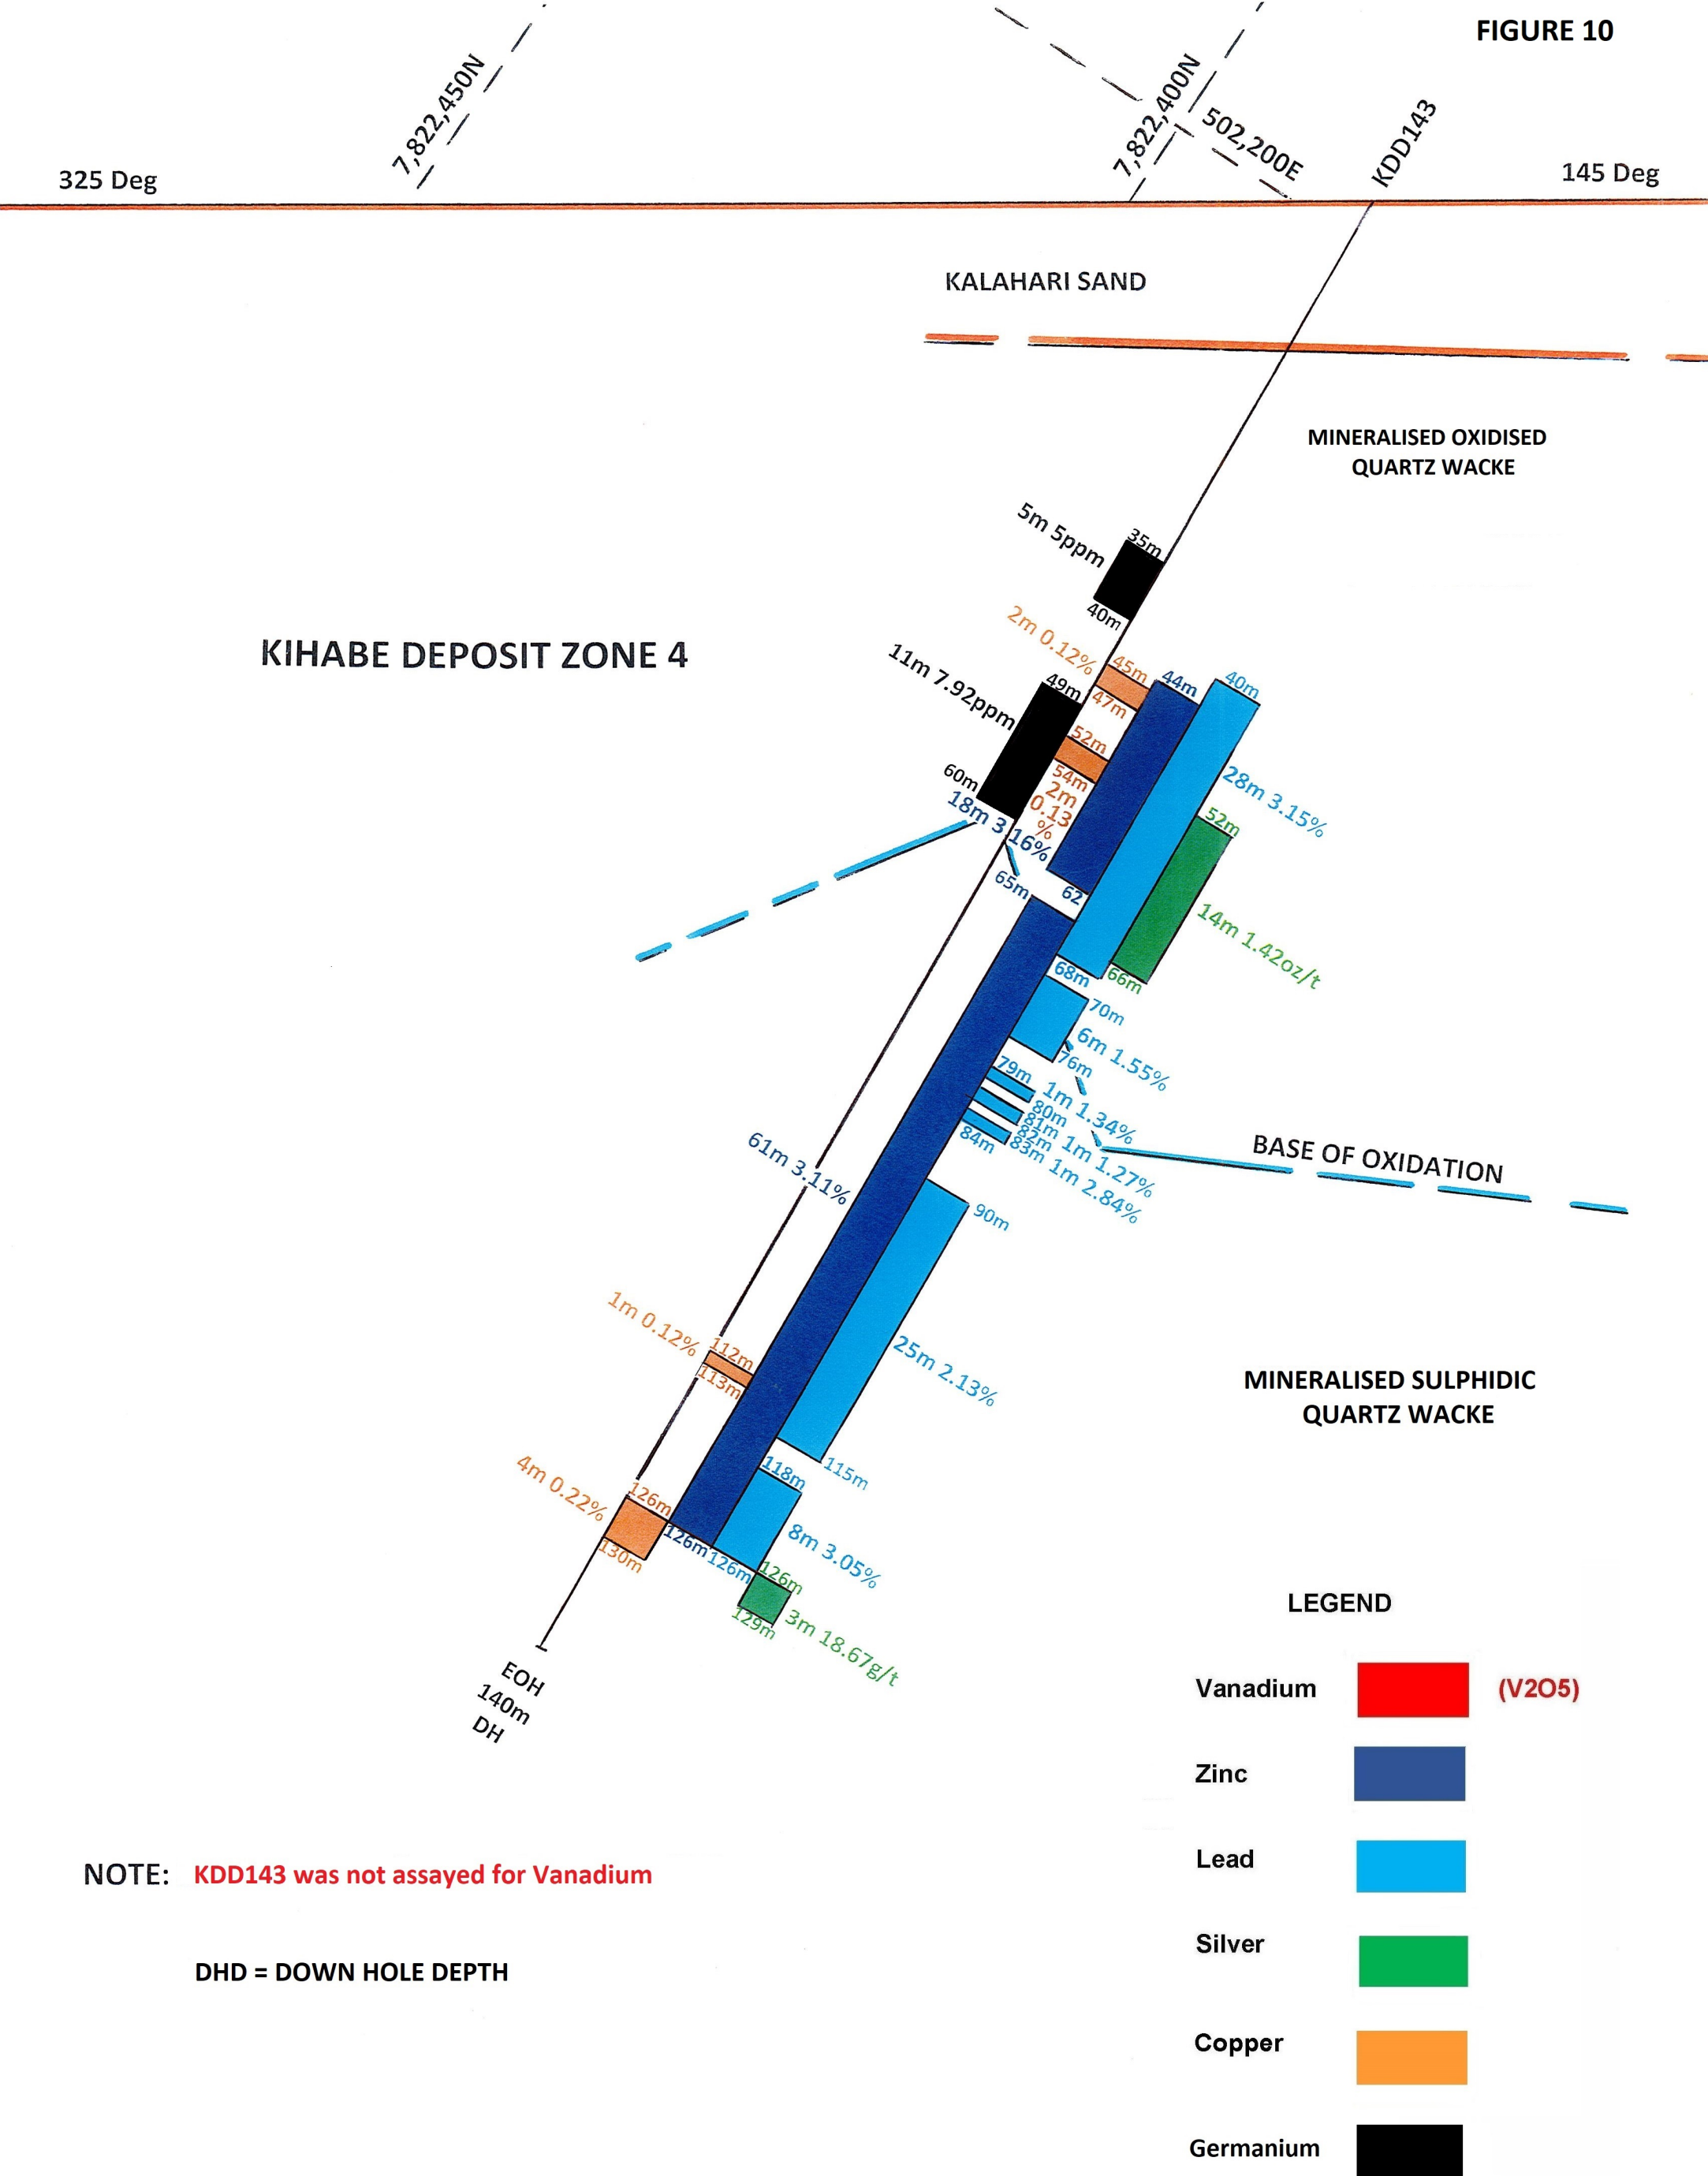 FIGURE 10
7,822,450N
7,822,400N
502,200E
KDD143
325 Deg
145 Deg
KALAHARI SAND
MINERALISED OXIDISED
QUARTZ WACKE
5m 5ppm
35m
40m
KIHABE DEPOSIT ZONE 4
2m 0.12%
45m
47m
44m
40m
11m 7.92ppm
49m
60m
52m
54m
2m
0.13
%
28m 3.15%
52m
18m 3.16%
62
65m
14m 1.42oz/t
66m
68m
70m
6m 1.55%
76m
79m
1m 1.34%
80m
81m
1m 1.27%
82m
83m
1m 2.84%
84m
BASE OF OXIDATION
61m 3.11%
90m
25m 2.13%
1m 0.12%
112m
113m
MINERALISED SULPHIDIC
QUARTZ WACKE
115m
118m
4m 0.22%
126m
130m
126m
126m
8m 3.05%
126m
129m
3m 18.67g/t
EOH
140m
DH
LEGEND
Vanadium
(V2O5)
Zinc
Lead
Silver
Copper
Germanium
NOTE: KDD143 was not assayed for Vanadium
DHD = DOWN HOLE DEPTH